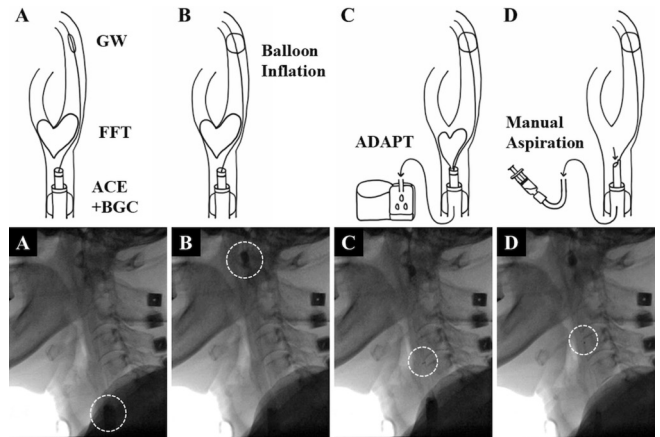 A
B
C
D
GW
Balloon
Inflation
FFT
ADAPT
Manual
Aspiration
ACE
+BGC
A
B
C
D